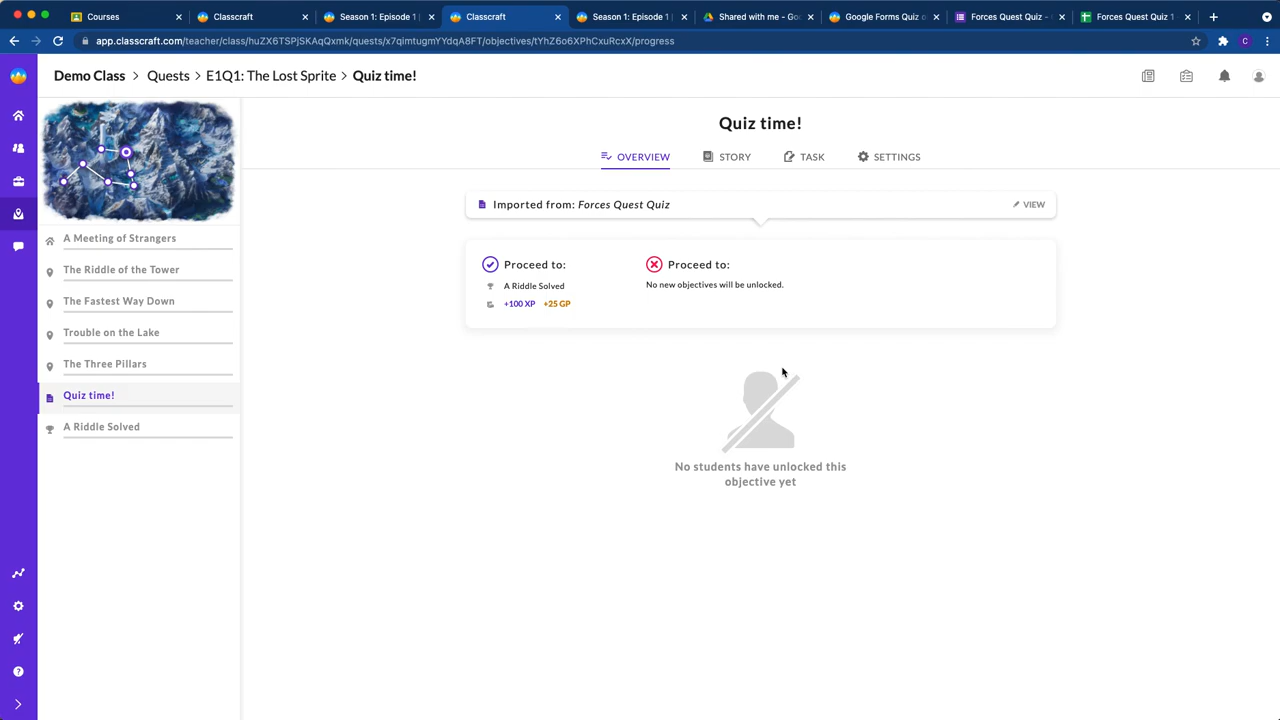 Courses
Classcraft
Season 1: Episode 1
Classcraft
Season 1: Episode 1
Shared with me - Goo
Google Forms Quiz o
Forces Quest Quiz -
Forces Quest Quiz 1
app.classcraft.com/teacher/class/huZX6TSPjSKAqQxmk/quests/x7qimtugmYYdqA8FT/objectives/tYhZ6o6XPhCxuRcxX/progress
C
Demo Class > Quests > E1Q1: The Lost Sprite > Quiz time!
Quiz time!
OVERVIEW STORY TASK SETTINGS
Imported from: Forces Quest Quiz
VIEW
Proceed to:
A Riddle Solved
+100 XP +25 GP
Proceed to:
No new objectives will be unlocked.
No students have unlocked this
objective yet
A Meeting of Strangers
The Riddle of the Tower
The Fastest Way Down
Trouble on the Lake
The Three Pillars
Quiz time!
A Riddle Solved